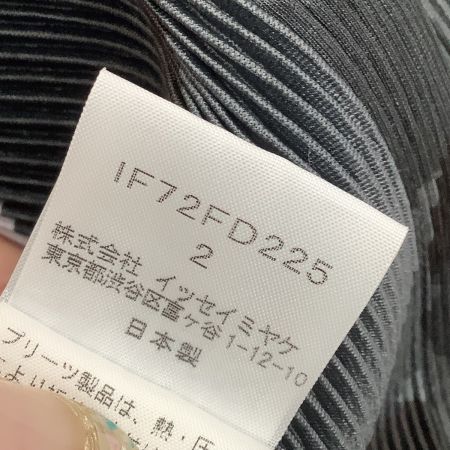 IF72FD225
2
株式会社 イッセイミヤケ
東京都渋谷区富ヶ谷1-12-10
日本製
プリーツ製品は、熱・圧